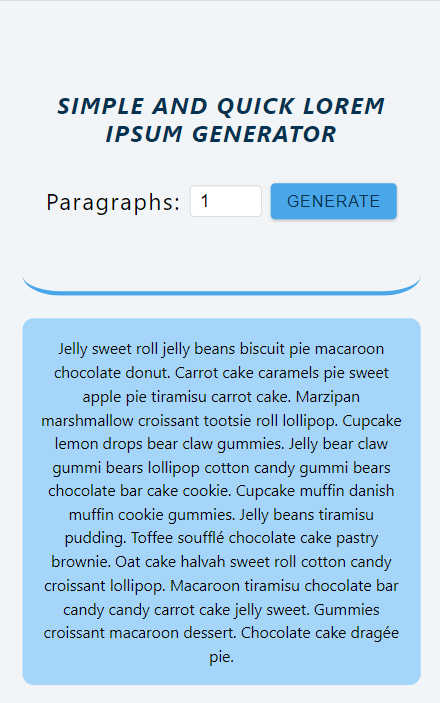 SIMPLE AND QUICK LOREM
IPSUM GENERATOR
Paragraphs: 1 GENERATE
Jelly sweet roll jelly beans biscuit pie macaroon
chocolate donut. Carrot cake caramels pie sweet
apple pie tiramisu carrot cake. Marzipan
marshmallow croissant tootsie roll lollipop. Cupcake
lemon drops bear claw gummies. Jelly bear claw
gummi bears lollipop cotton candy gummi bears
chocolate bar cake cookie. Cupcake muffin danish
muffin cookie gummies. Jelly beans tiramisu
pudding. Toffee soufflé chocolate cake pastry
brownie. Oat cake halvah sweet roll cotton candy
croissant lollipop. Macaroon tiramisu chocolate bar
candy candy carrot cake jelly sweet. Gummies
croissant macaroon dessert. Chocolate cake dragée
pie.